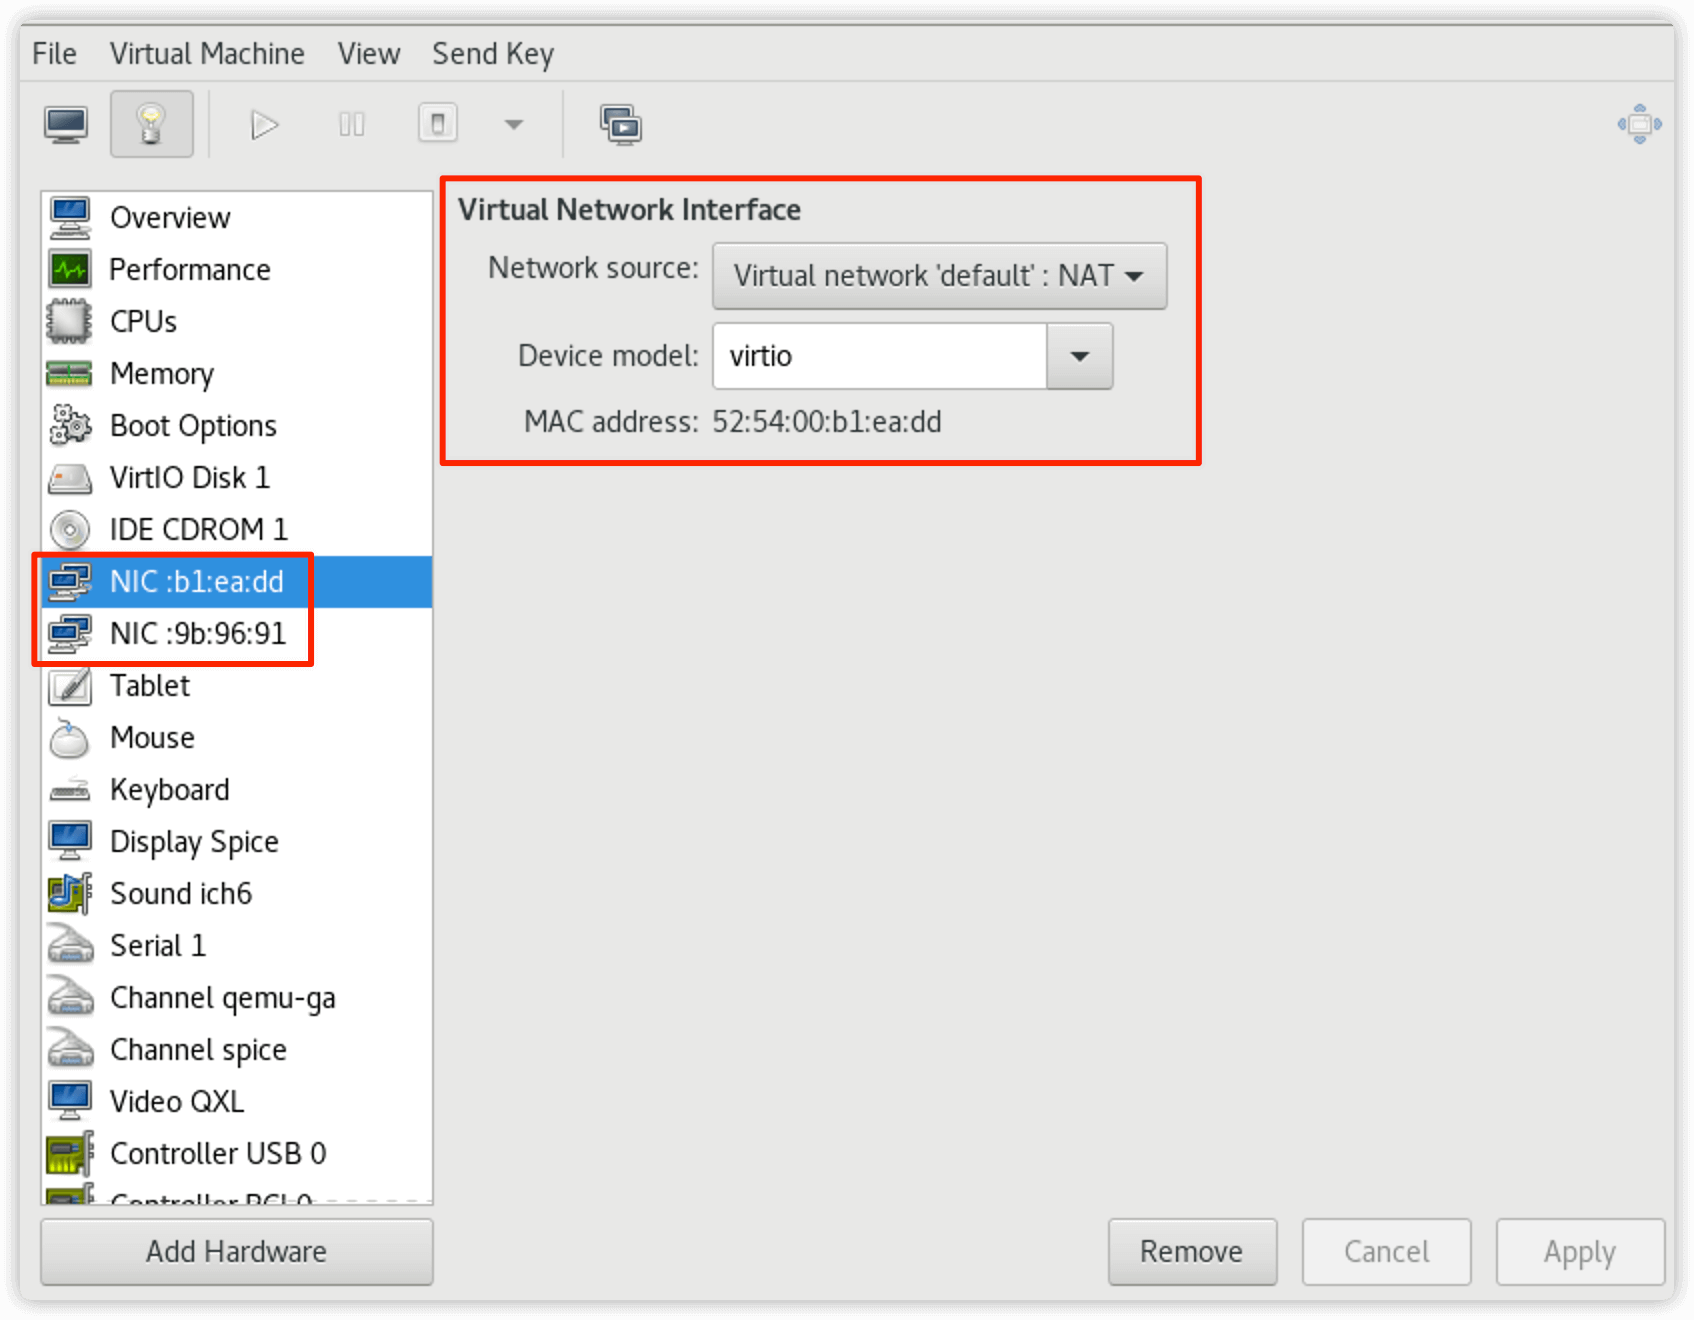 File Virtual Machine View Send Key
Overview
Performance
CPUs
Memory
Boot Options
VirtIO Disk 1
IDE CDROM 1
NIC :b1:ea:dd
NIC :9b:96:91
Tablet
Mouse
Keyboard
Display Spice
Sound ich6
Serial 1
Channel qemu-ga
Channel spice
Video QXL
Controller USB 0
Controller PCI 0
Add Hardware
Virtual Network Interface
Network source: Virtual network 'default' : NAT
Device model: virtio
MAC address: 52:54:00:b1:ea:dd
Remove Cancel Apply